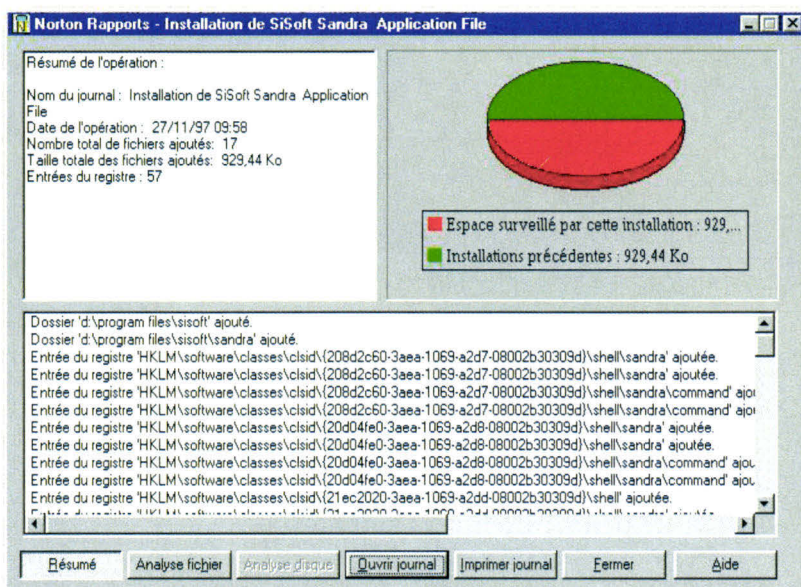 Norton Rapports - Installation de SiSoft Sandra Application File
Résumé de l'opération :
Nom du journal : Installation de SiSoft Sandra Application
File
Date de l'opération : 27/11/97 09:58
Nombre total de fichiers ajoutés: 17
Taille totale des fichiers ajoutés: 929,44 Ko
Entrées du registre : 57
Espace surveillé par cette installation : 929,...
Installations précédentes : 929,44 Ko
Dossier 'd:\program files\sisoft' ajouté.
Dossier 'd:\program files\sisoft\sandra' ajouté.
Entrée du registre 'HKLM\software\classes\clsid\{208d2c60-3aea-1069-a2d7-08002b30309d}\shell\sandra' ajoutée.
Entrée du registre 'HKLM\software\classes\clsid\{208d2c60-3aea-1069-a2d7-08002b30309d}\shell\sandra' ajoutée.
Entrée du registre 'HKLM\software\classes\clsid\{208d2c60-3aea-1069-a2d7-08002b30309d}\shell\sandra\command' ajou
Entrée du registre 'HKLM\software\classes\clsid\{208d2c60-3aea-1069-a2d7-08002b30309d}\shell\sandra\command' ajou
Entrée du registre 'HKLM\software\classes\clsid\{20d04fe0-3aea-1069-a2d8-08002b30309d}\shell\sandra' ajoutée.
Entrée du registre 'HKLM\software\classes\clsid\{20d04fe0-3aea-1069-a2d8-08002b30309d}\shell\sandra' ajoutée.
Entrée du registre 'HKLM\software\classes\clsid\{20d04fe0-3aea-1069-a2d8-08002b30309d}\shell\sandra\command' ajou
Entrée du registre 'HKLM\software\classes\clsid\{20d04fe0-3aea-1069-a2d8-08002b30309d}\shell\sandra\command' ajou
Entrée du registre 'HKLM\software\classes\clsid\{21ec2020-3aea-1069-a2dd-08002b30309d}\shell' ajoutée.
Résumé
Analyse fichier
Analyse disque
Ouvrir journal
Imprimer journal
Fermer
Aide